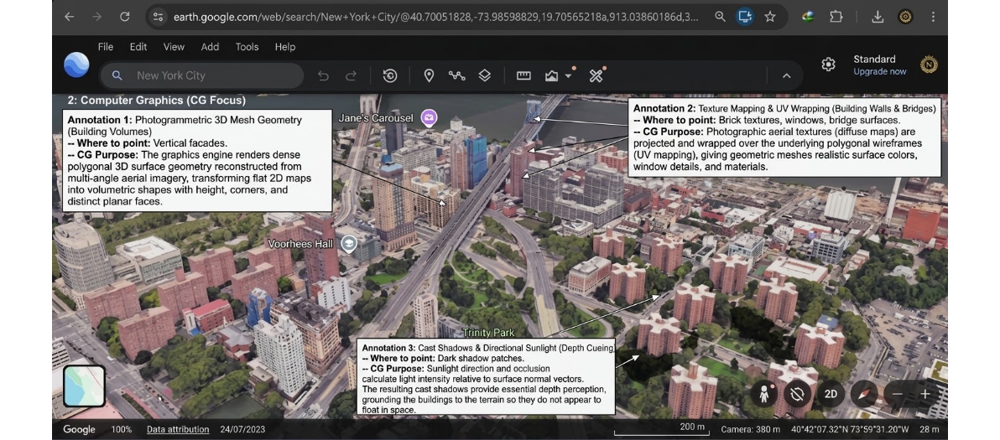 earth.google.com/web/search/New+York+City/@40.70051828,-73.98598829,19.70565218a,913.03860186d,3...
File Edit View Add Tools Help
New York City
Standard
Upgrade now
N
2: Computer Graphics (CG Focus)
Annotation 1: Photogrammetric 3D Mesh Geometry
(Building Volumes)
-- Where to point: Vertical facades.
-- CG Purpose: The graphics engine renders dense
polygonal 3D surface geometry reconstructed from
multi-angle aerial imagery, transforming flat 2D maps
into volumetric shapes with height, corners, and
distinct planar faces.
Jane's Carousel
Annotation 2: Texture Mapping & UV Wrapping (Building Walls & Bridges)
-- Where to point: Brick textures, windows, bridge surfaces.
-- CG Purpose: Photographic aerial textures (diffuse maps) are
projected and wrapped over the underlying polygonal wireframes
(UV mapping), giving geometric meshes realistic surface colors,
window details, and materials.
Voorhees Hall
Trinity Park
Annotation 3: Cast Shadows & Directional Sunlight (Depth Cueing
-- Where to point: Dark shadow patches.
-- CG Purpose: Sunlight direction and occlusion
calculate light intensity relative to surface normal vectors.
The resulting cast shadows provide essential depth perception,
grounding the buildings to the terrain so they do not appear to
float in space.
2D
Google 100% Data attribution 24/07/2023
200 m
Camera: 380 m 40°42'07.32"N 73°59'31.20"W 28 m